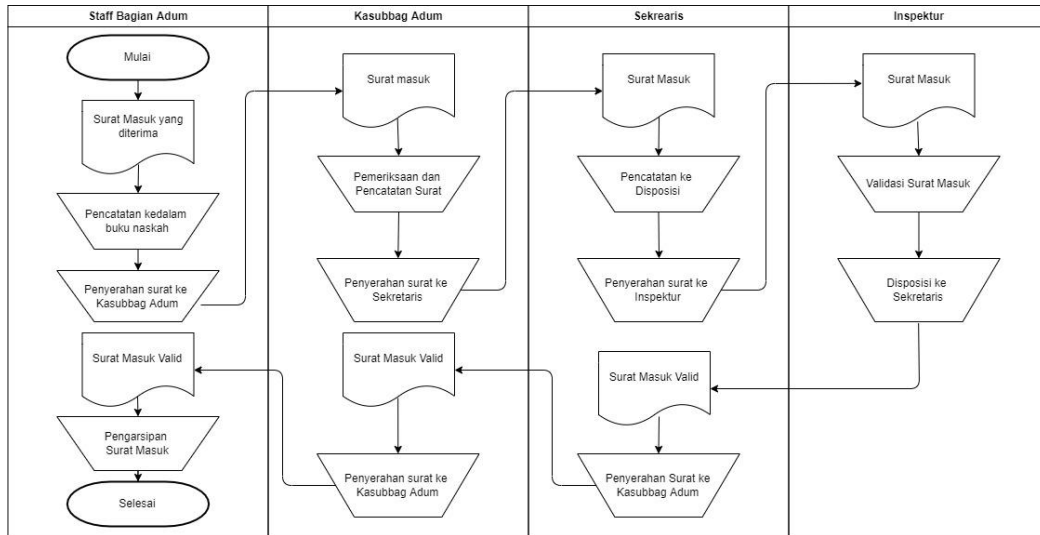 Staff Bagian Adum
Kasubbag Adum
Sekrearis
Inspektur
Mulai
Surat Masuk yang
diterima
Pencatatan kedalam
buku naskah
Penyerahan surat ke
Kasubbag Adum
Surat masuk
Pemeriksaan dan
Pencatatan Surat
Penyerahan surat ke
Sekretaris
Surat Masuk
Pencatatan ke
Disposisi
Penyerahan surat ke
Inspektur
Surat Masuk
Validasi Surat Masuk
Disposisi ke
Sekretaris
Surat Masuk Valid
Penyerahan Surat ke
Kasubbag Adum
Surat Masuk Valid
Penyerahan surat ke
Kasubbag Adum
Surat Masuk Valid
Pengarsipan
Surat Masuk
Selesai